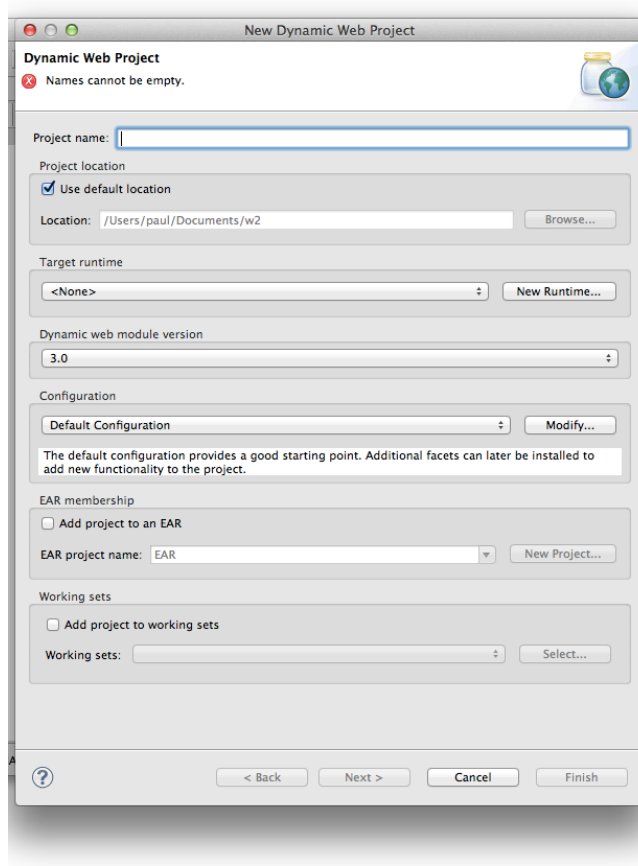 New Dynamic Web Project
Dynamic Web Project
Names cannot be empty.
Project name:
Project location
Use default location
Location: /Users/paul/Documents/w2 Browse...
Target runtime
<None> New Runtime...
Dynamic web module version
3.0
Configuration
Default Configuration Modify...
The default configuration provides a good starting point. Additional facets can later be installed to
add new functionality to the project.
EAR membership
Add project to an EAR
EAR project name: EAR New Project...
Working sets
Add project to working sets
Working sets: Select...
A
? < Back Next > Cancel Finish